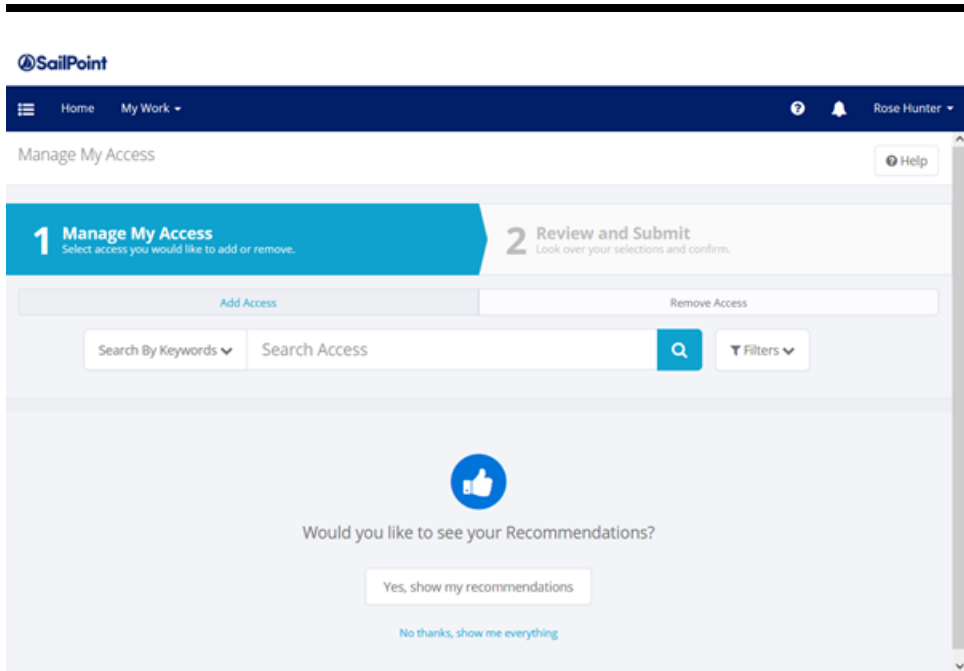 SailPoint
Home My Work Rose Hunter
Manage My Access
Help
1 Manage My Access
Select access you would like to add or remove.
2 Review and Submit
Look over your selections and confirm.
Add Access Remove Access
Search By Keywords Search Access Filters
Would you like to see your Recommendations?
Yes, show my recommendations
No thanks, show me everything